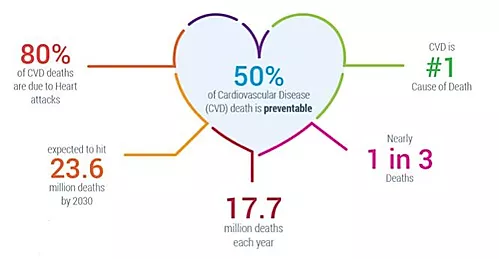 80%
of CVD deaths
are due to Heart
attacks
50%
of Cardiovascular Disease
(CVD) death is preventable
CVD is
#1
Cause of Death
expected to hit
23.6
million deaths
by 2030
17.7
million deaths
each year
Nearly
1 in 3
Deaths